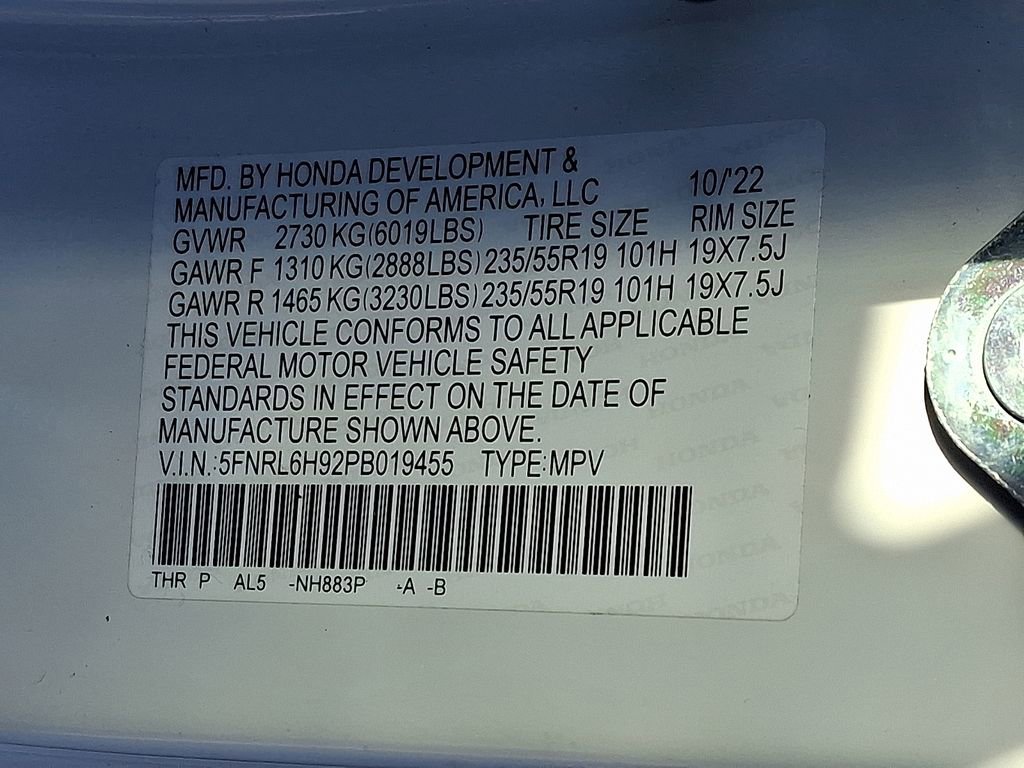 MFD. BY HONDA DEVELOPMENT &
MANUFACTURING OF AMERICA, LLC 10/'22
GVWR 2730 KG(6019LBS) TIRE SIZE RIM SIZE
GAWR F 1310 KG(2888LBS) 235/55R19 101H 19X7.5J
GAWR R 1465 KG(3230LBS) 235/55R19 101H 19X7.5J
THIS VEHICLE CONFORMS TO ALL APPLICABLE
FEDERAL MOTOR VEHICLE SAFETY
STANDARDS IN EFFECT ON THE DATE OF
MANUFACTURE SHOWN ABOVE.
V.I.N.:5FNRL6H92PB019455 TYPE:MPV
THR P AL5 -NH883P -A -B